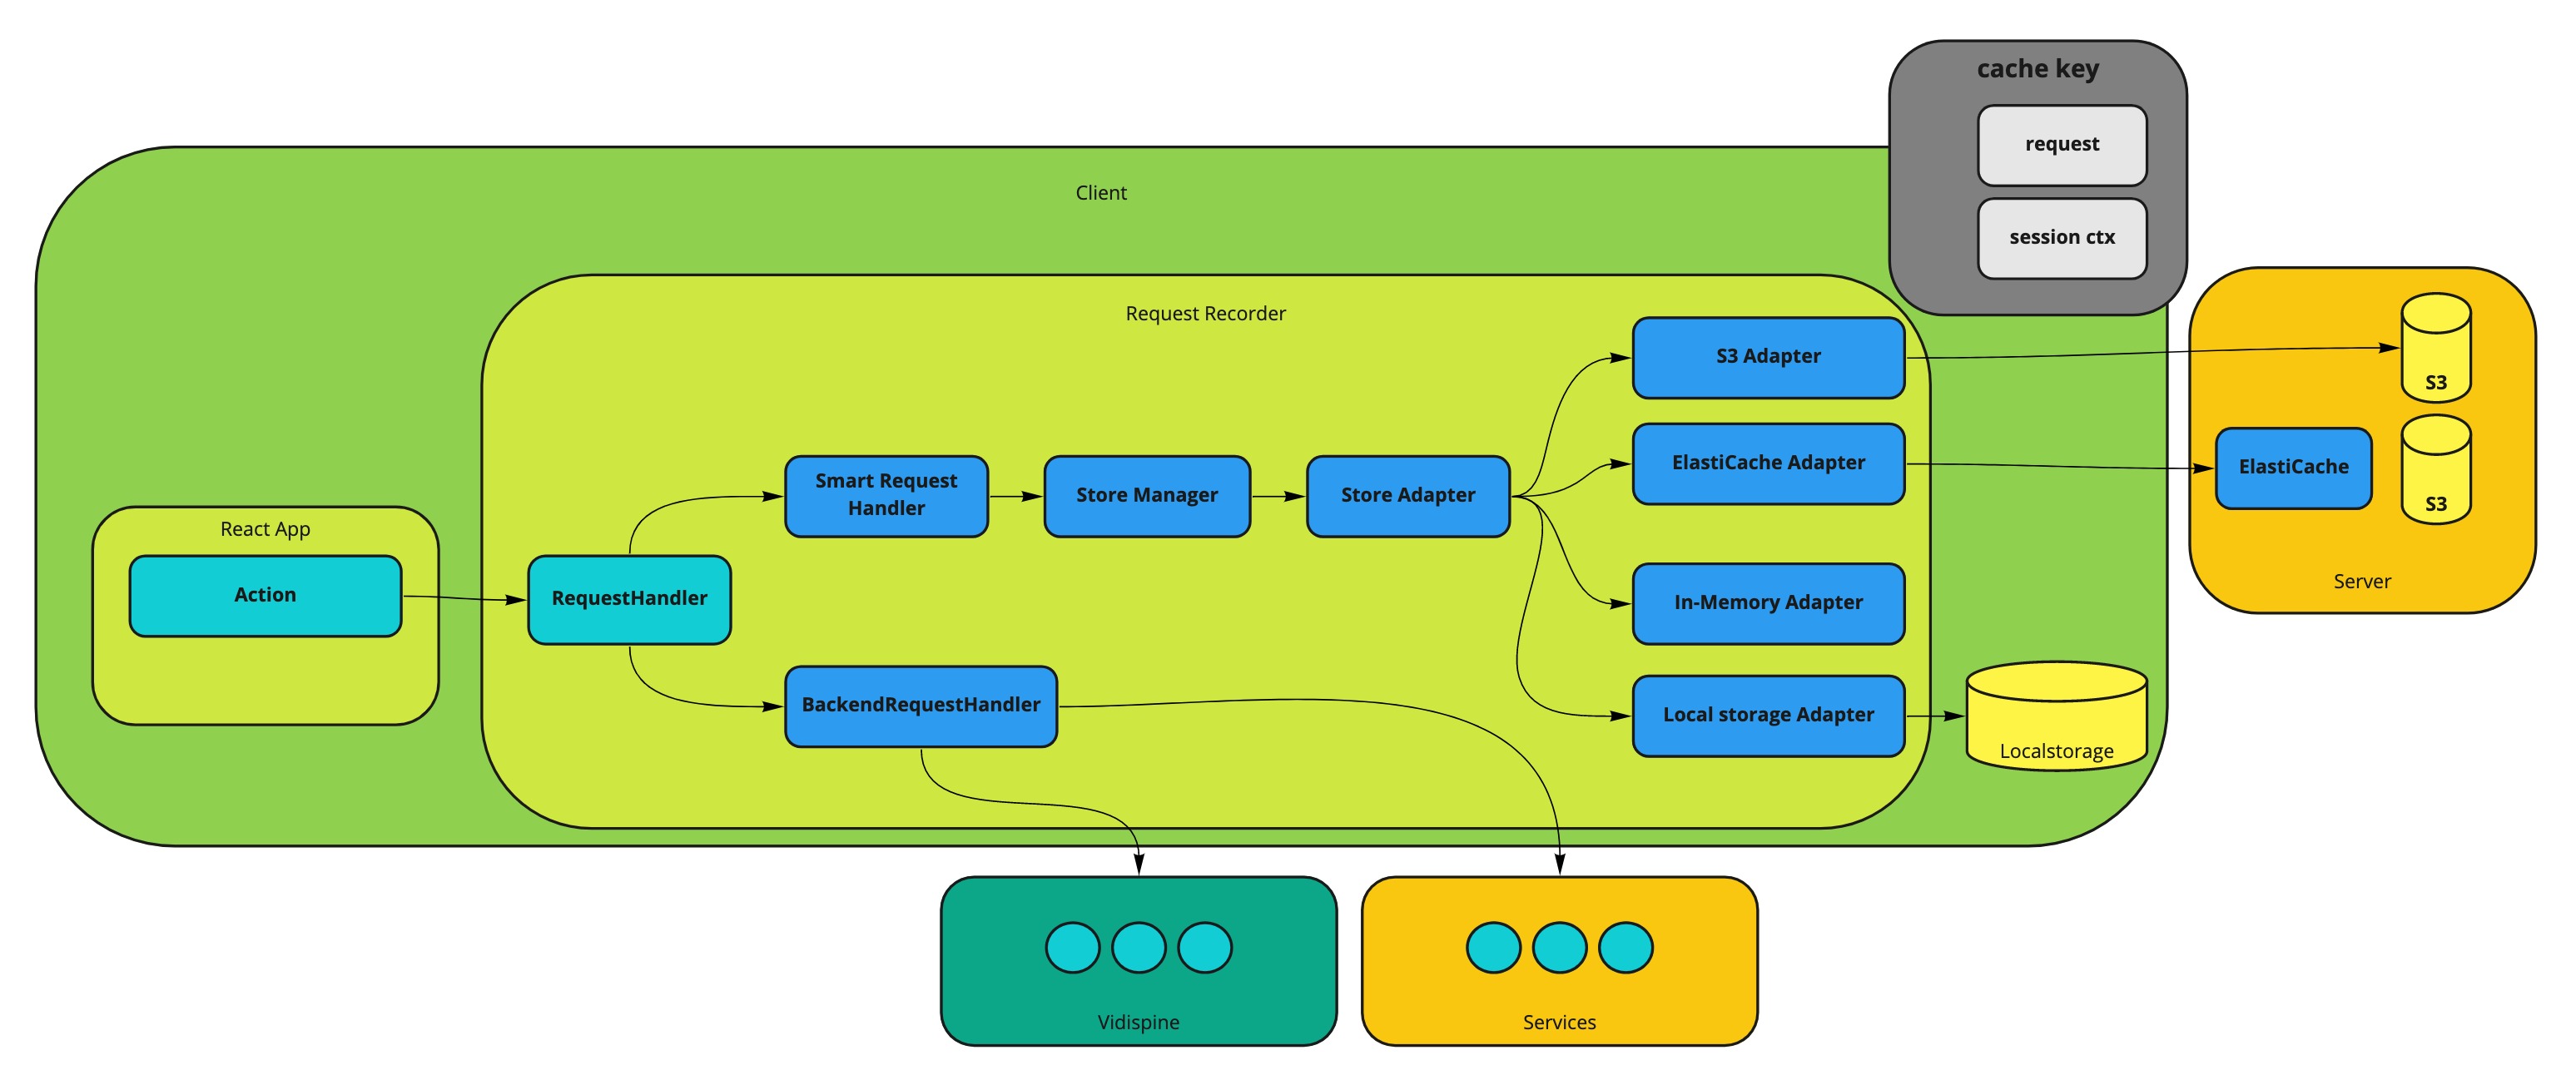 cache key
request
session ctx
Client
Request Recorder
S3 Adapter
S3
ElastiCache Adapter
ElastiCache
S3
Smart Request
Handler
Store Manager
Store Adapter
React App
Action
RequestHandler
In-Memory Adapter
Server
BackendRequestHandler
Local storage Adapter
Localstorage
Vidispine
Services